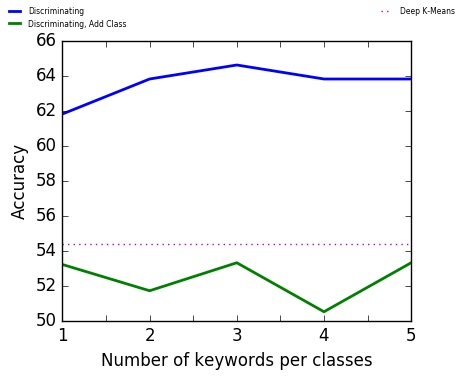 Discriminating
Discriminating, Add Class
Deep K-Means
66
64
62
60
58
56
54
52
50
Accuracy
1 2 3 4 5
Number of keywords per classes